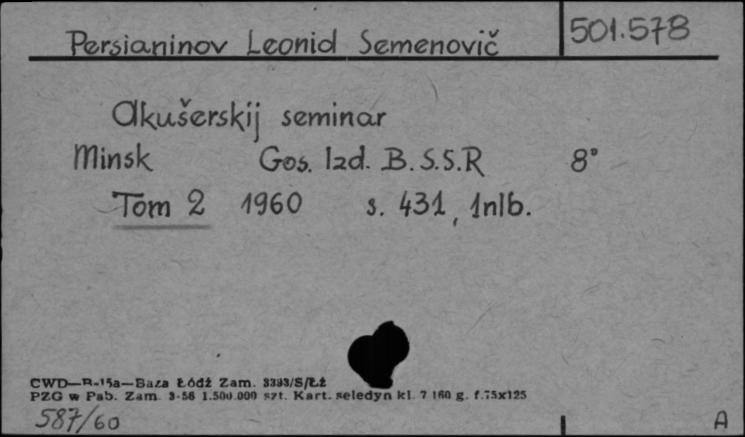 Persianinov Leonid Semenovič 501.578
Akušerskij seminar
Minsk Gos. Izd. B.S.S.R 8°
Tom 2 1960 s. 431, 1nlb.
CWD—B-15a—Baza Łódź Zam. 3393/S/Łż
PZG w Pab. Zam. 3-56 1.500.000 szt. Kart. seledyn kl. 7 160 g. f.75x125
587/60 A